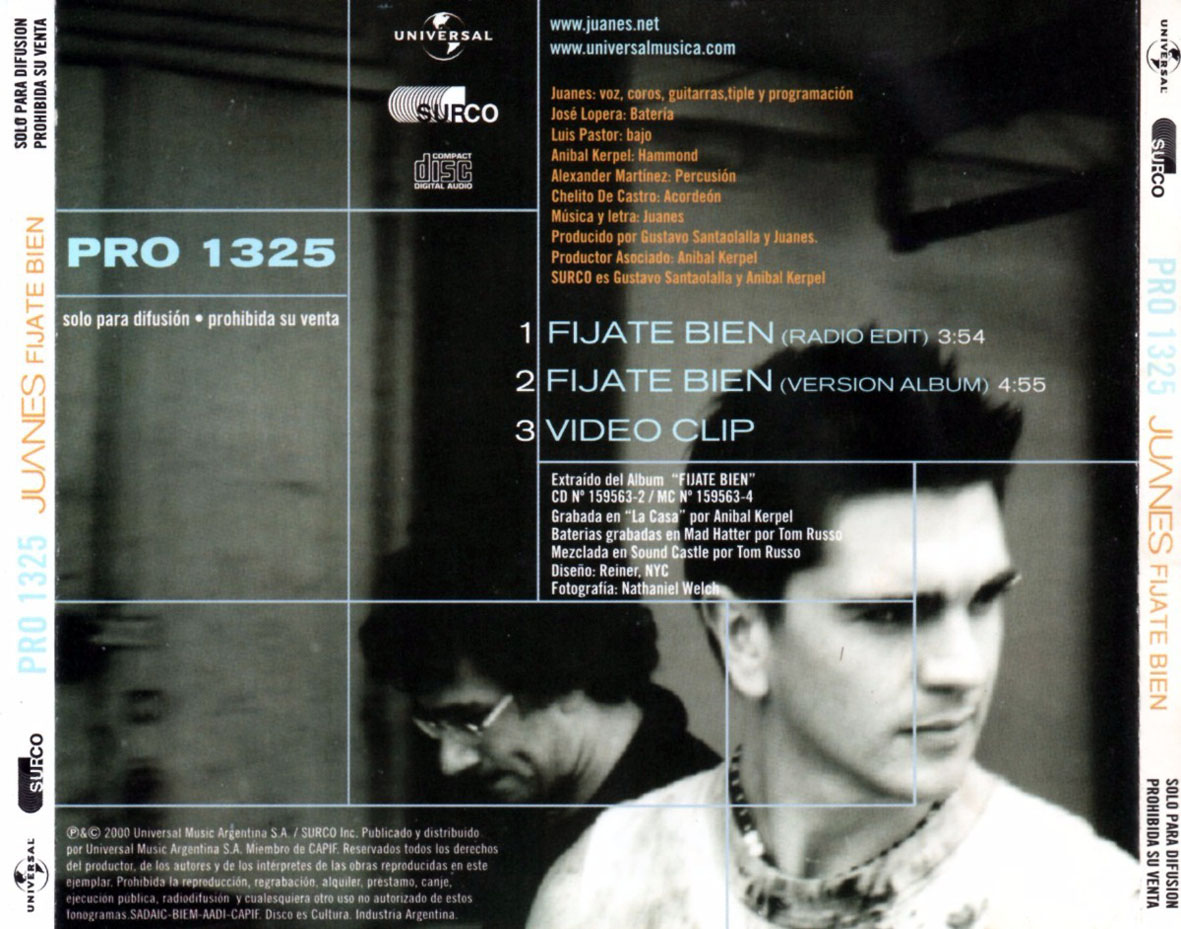 SOLO PARA DIFUSION
PROHIBIDA SU VENTA
JUANES FIJATE BIEN
PRO 1325
SURCO
UNIVERSAL
UNIVERSAL
SURCO
COMPACT
disc
DIGITAL AUDIO
PRO 1325
solo para difusión • prohibida su venta
www.juanes.net
www.universalmusica.com
Juanes: voz, coros, guitarras,tiple y programación
José Lopera: Batería
Luis Pastor: bajo
Anibal Kerpel: Hammond
Alexander Martínez: Percusión
Chelito De Castro: Acordeón
Música y letra: Juanes
Producido por Gustavo Santaolalla y Juanes.
Productor Asociado: Anibal Kerpel
SURCO es Gustavo Santaolalla y Anibal Kerpel
1 FIJATE BIEN (RADIO EDIT) 3:54
2 FIJATE BIEN (VERSION ALBUM) 4:55
3 VIDEO CLIP
Extraído del Album "FIJATE BIEN"
CD Nº 159563-2 / MC Nº 159563-4
Grabada en "La Casa" por Anibal Kerpel
Baterias grabadas en Mad Hatter por Tom Russo
Mezclada en Sound Castle por Tom Russo
Diseño: Reiner, NYC
Fotografía: Nathaniel Welch
℗&© 2000 Universal Music Argentina S.A. / SURCO Inc. Publicado y distribuido
por Universal Music Argentina S.A. Miembro de CAPIF. Reservados todos los derechos
del productor, de los autores y de los intérpretes de las obras reproducidas en este
ejemplar. Prohibida la reproducción, regrabación, alquiler, préstamo, canje,
ejecución pública, radiodifusión y cualesquiera otro uso no autorizado de estos
fonogramas.SADAIC-BIEM-AADI-CAPIF. Disco es Cultura. Industria Argentina.
UNIVERSAL
SURCO
PRO 1325
JUANES FIJATE BIEN
SOLO PARA DIFUSION
PROHIBIDA SU VENTA